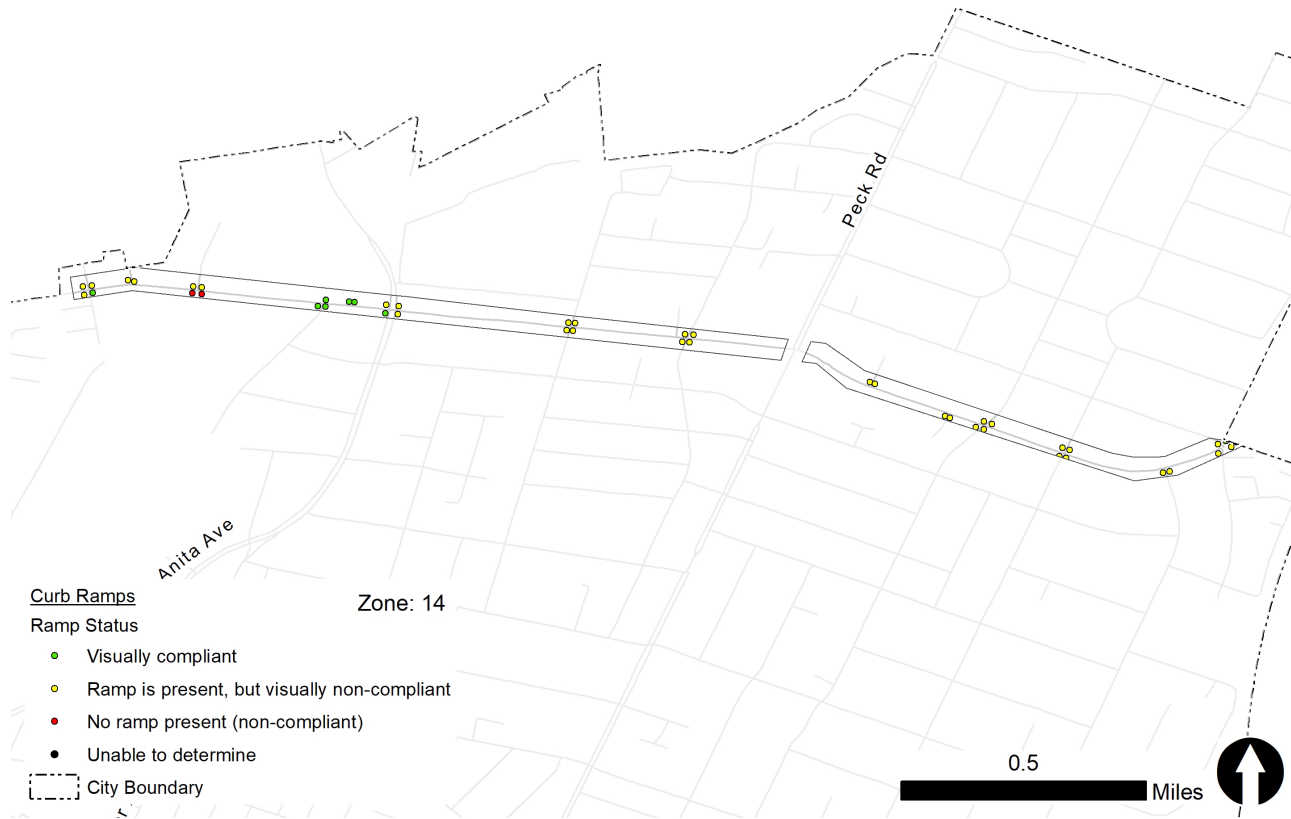 Peck Rd
Anita Ave
Curb Ramps
Zone: 14
Ramp Status
Visually compliant
Ramp is present, but visually non-compliant
No ramp present (non-compliant)
Unable to determine
City Boundary
0.5
Miles